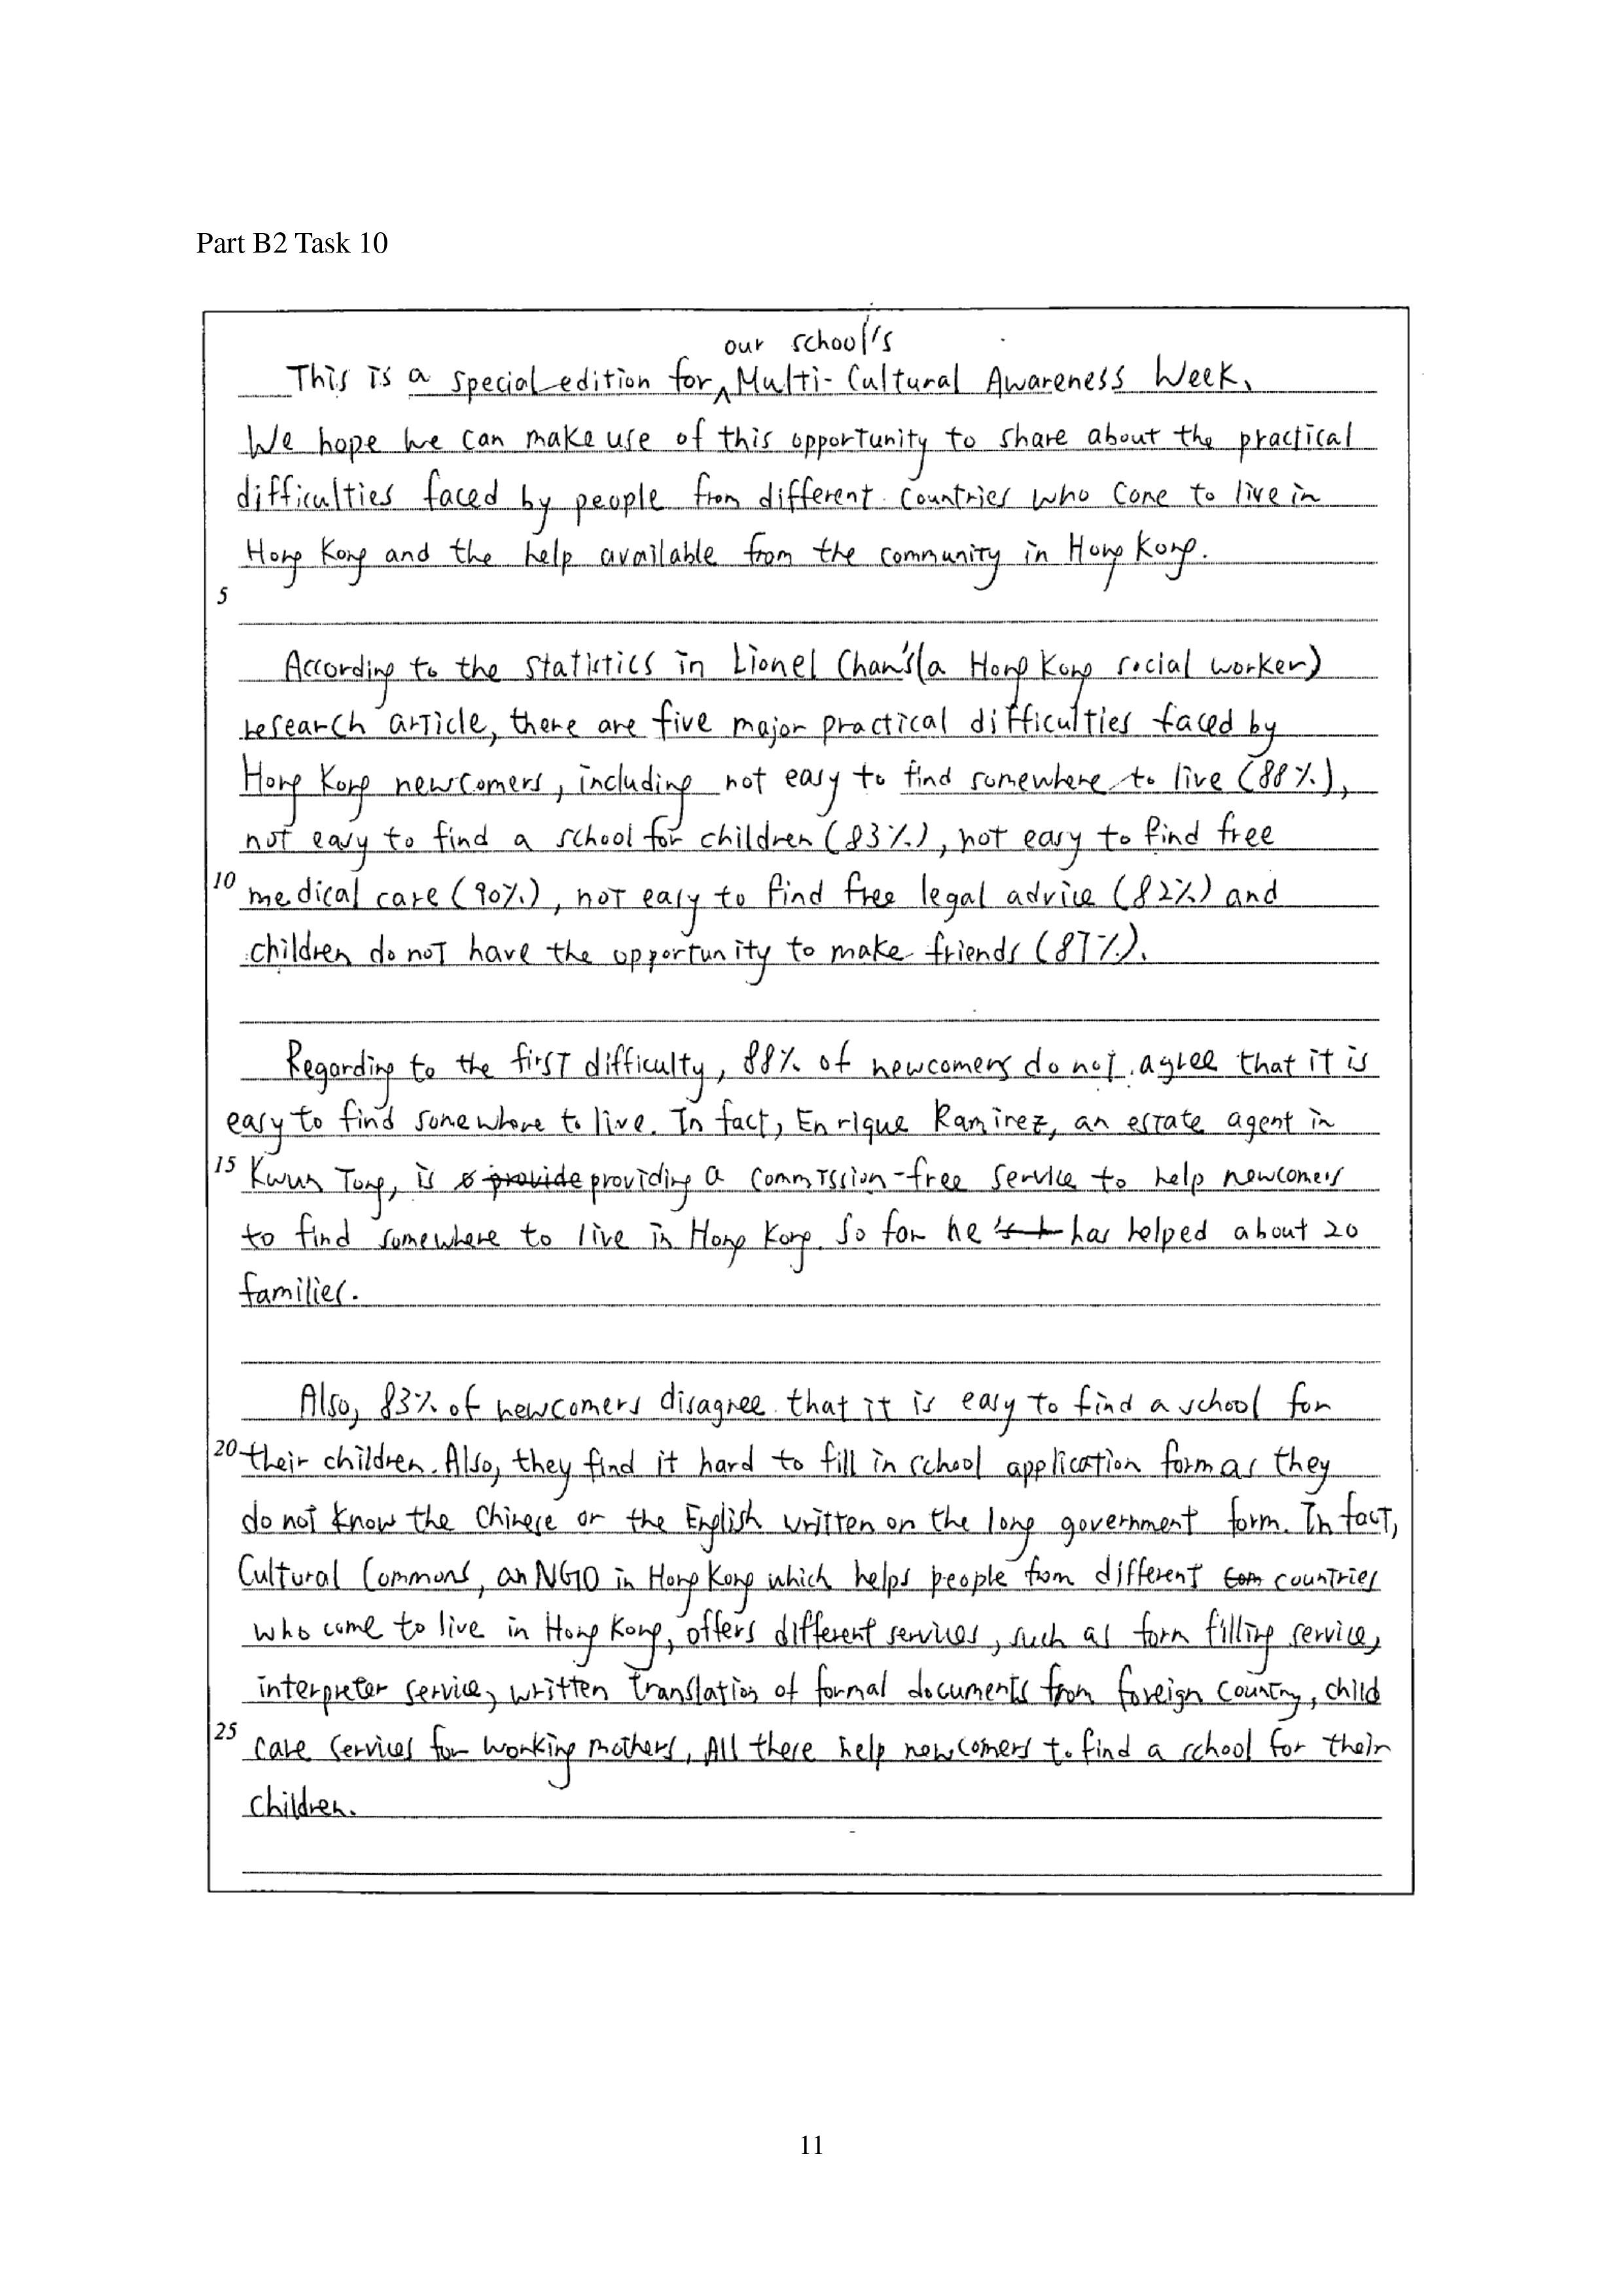 Part B2 Task 10
our school's
This is a special edition for ^ Multi-Cultural Awareness Week.
We hope we can make use of this opportunity to share about the practical
difficulties faced by people from different countries who come to live in
Hong Kong and the help available from the community in Hong Kong.
5
According to the statistics in Lionel Chan's (a Hong Kong social worker)
research article, there are five major practical difficulties faced by
Hong Kong newcomers, including not easy to find somewhere to live (88%),
not easy to find a school for children (83%), not easy to find free
10 medical care (90%), not easy to find free legal advice (82%) and
children do not have the opportunity to make friends (87%).
Regarding to the first difficulty, 88% of newcomers do not agree that it is
easy to find somewhere to live. In fact, Enrique Ramirez, an estate agent in
15 Kwun Tong, is provide providing a commission-free service to help newcomers
to find somewhere to live in Hong Kong. So far he has helped about 20
families.
Also, 83% of newcomers disagree that it is easy to find a school for
20 their children. Also, they find it hard to fill in school application form as they
do not know the Chinese or the English written on the long government form. In fact,
Cultural Commons, an NGO in Hong Kong which helps people from different com countries
who come to live in Hong Kong, offers different services, such as form filling service,
interpreter service, written translation of formal documents from foreign country, child
25 care services for working mothers. All these help newcomers to find a school for their
children.
11